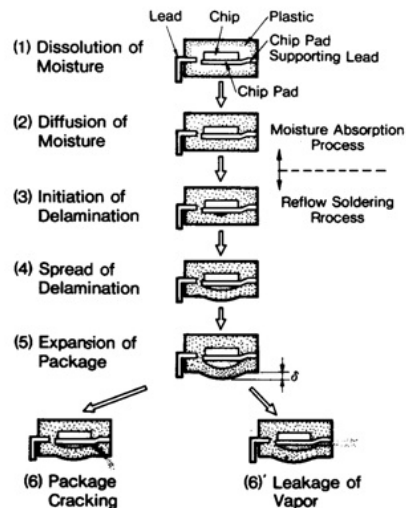 Lead
Chip
Plastic
Chip Pad
Supporting Lead
Chip Pad
(1) Dissolution of
Moisture
(2) Diffusion of
Moisture
Moisture Absorption
Process
(3) Initiation of
Delamination
Reflow Soldering
Rrocess
(4) Spread of
Delamination
(5) Expansion of
Package
δ
(6) Package
Cracking
(6)' Leakage of
Vapor